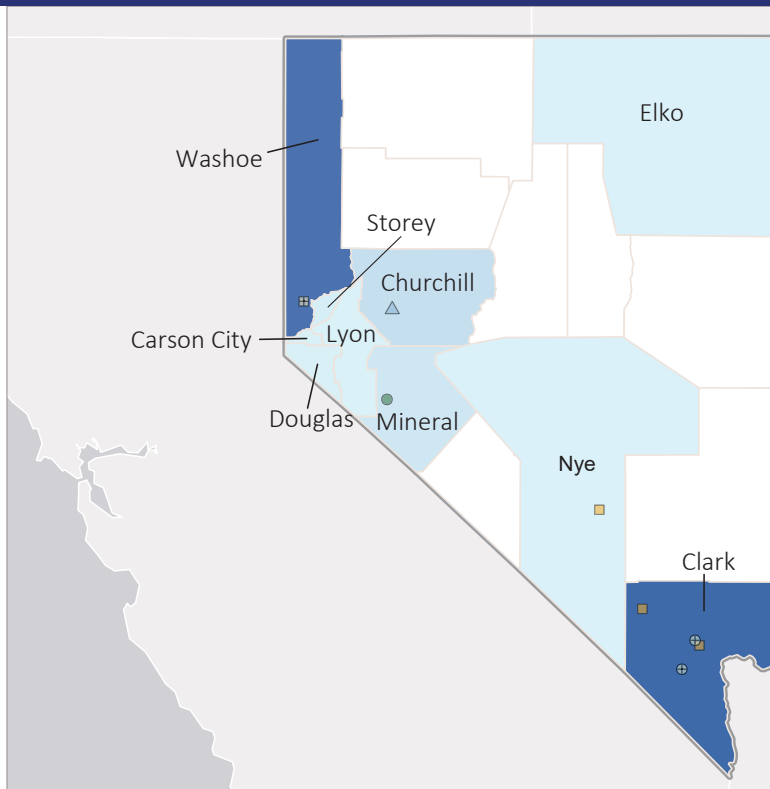 Elko
Washoe
Storey
Churchill
Carson City
Lyon
Douglas
Mineral
Nye
Clark